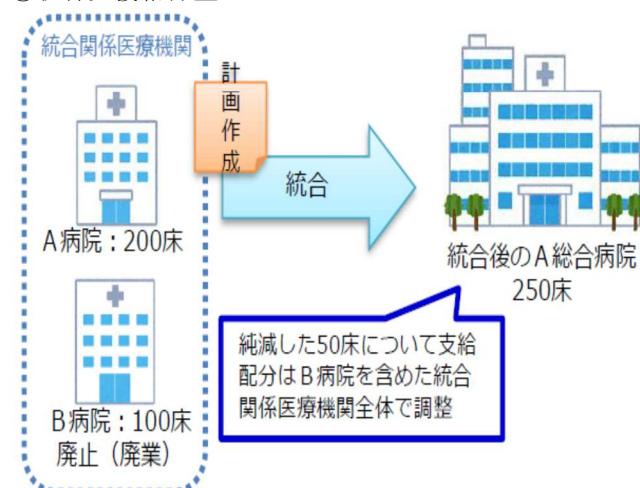 統合関係医療機関
計画作成
統合
A病院：200床
B病院：100床
廃止（廃業）
統合後のA総合病院
250床
純減した50床について支給
配分はB病院を含めた統合
関係医療機関全体で調整